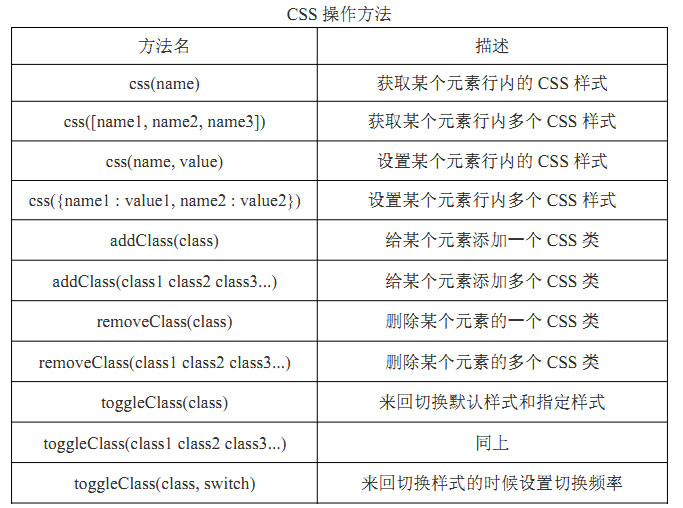 CSS 操作方法
方法名 描述
css(name) 获取某个元素行内的 CSS 样式
css([name1, name2, name3]) 获取某个元素行内多个 CSS 样式
css(name, value) 设置某个元素行内的 CSS 样式
css({name1 : value1, name2 : value2}) 设置某个元素行内多个 CSS 样式
addClass(class) 给某个元素添加一个 CSS 类
addClass(class1 class2 class3...) 给某个元素添加多个 CSS 类
removeClass(class) 删除某个元素的一个 CSS 类
removeClass(class1 class2 class3...) 删除某个元素的多个 CSS 类
toggleClass(class) 来回切换默认样式和指定样式
toggleClass(class1 class2 class3...) 同上
toggleClass(class, switch) 来回切换样式的时候设置切换频率